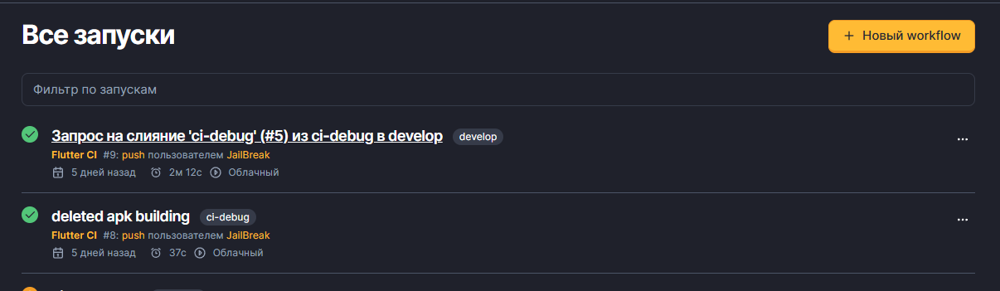 Все запуски
+ Новый workflow
Фильтр по запускам
Запрос на слияние 'ci-debug' (#5) из ci-debug в develop develop
Flutter CI #9: push пользователем JailBreak
5 дней назад 2м 12с Облачный
deleted apk building ci-debug
Flutter CI #8: push пользователем JailBreak
5 дней назад 37с Облачный